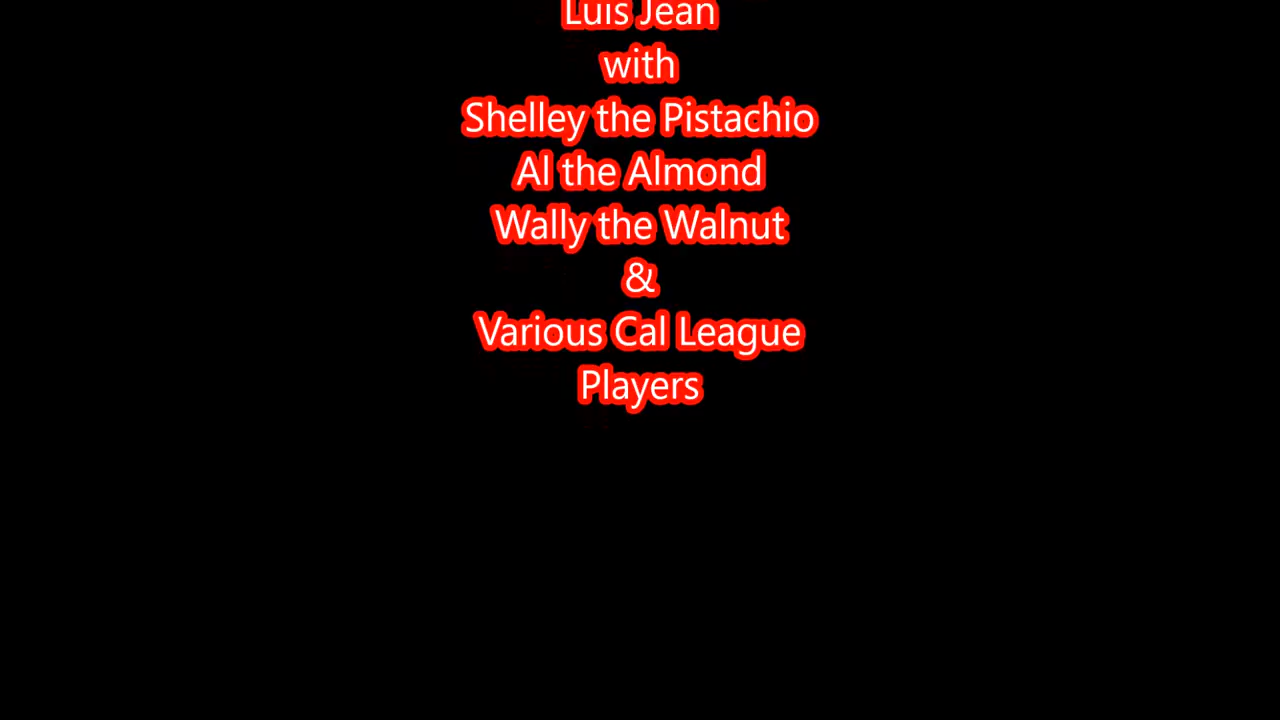 Luis Jean
with
Shelley the Pistachio
Al the Almond
Wally the Walnut
&
Various Cal League
Players